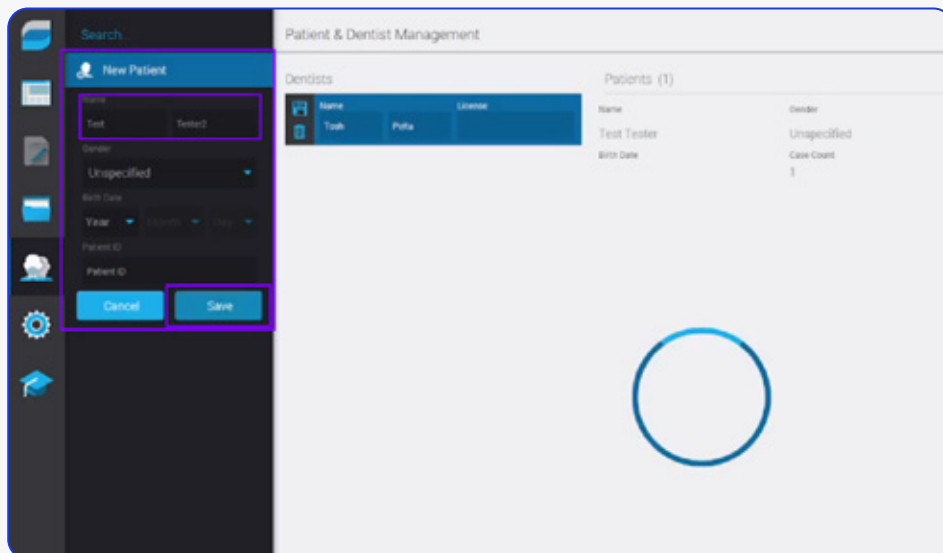 Search...
Patient & Dentist Management
New Patient
Name
Test Tester2
Gender
Unspecified
Birth Date
Year Month Day
Patient ID
Patient ID
Cancel Save
Dentists
Name License
Tosh
Patients (1)
Name Gender
Test Tester Unspecified
Birth Date Case Count
1